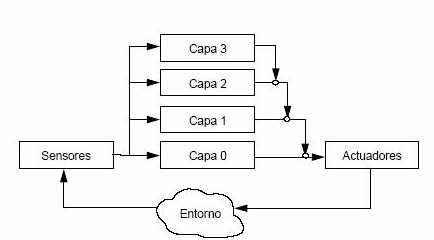 Capa 3
Capa 2
Capa 1
Sensores
Capa 0
Actuadores
Entorno